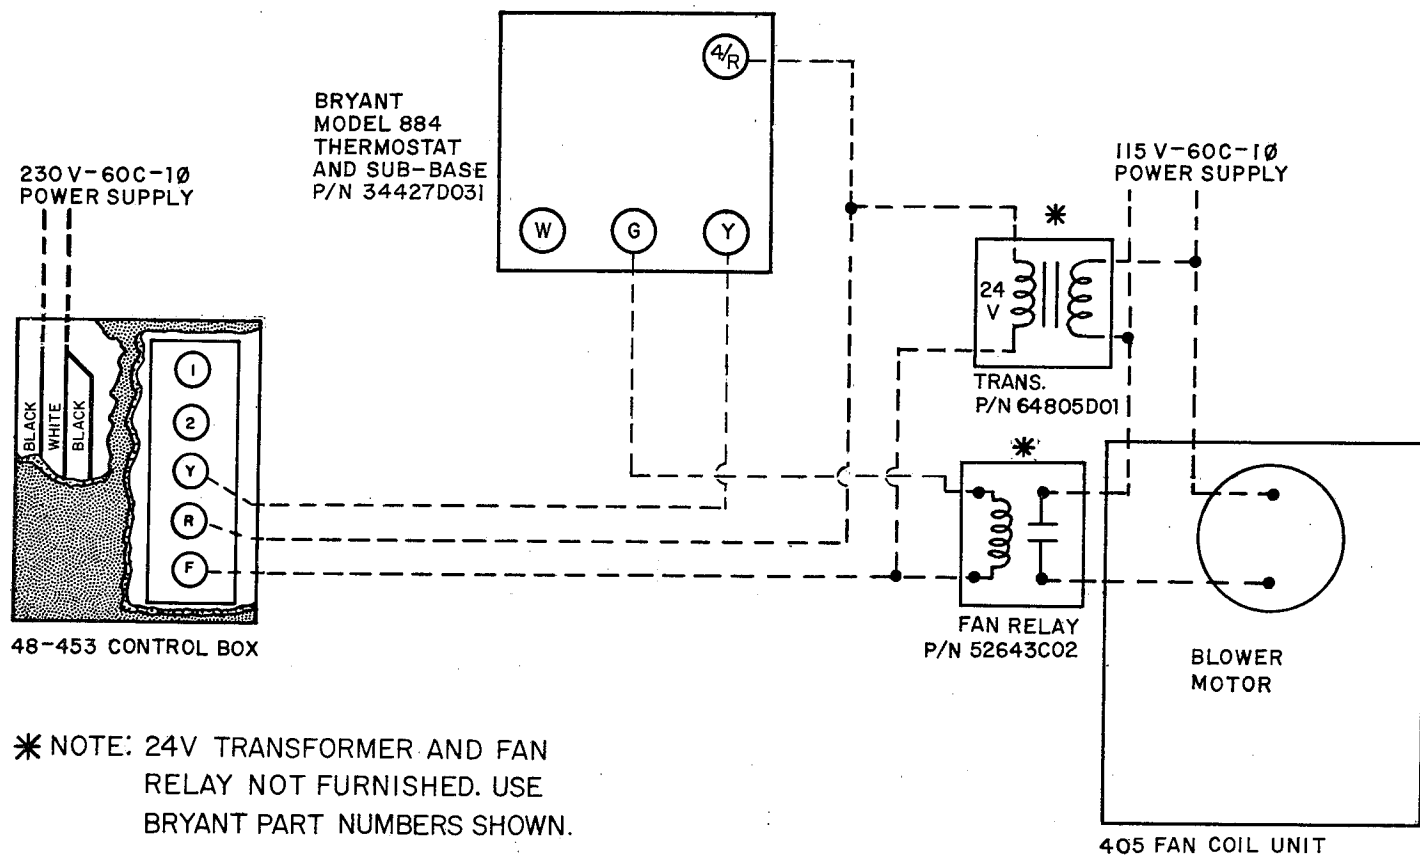 4/R
BRYANT
MODEL 884
THERMOSTAT
AND SUB-BASE
P/N 34427D031
230V-60C-1Ø
POWER SUPPLY
115V-60C-1Ø
POWER SUPPLY
*
W
G
Y
24
V
TRANS.
P/N 64805D01
1
2
Y
R
F
BLACK
WHITE
BLACK
*
48-453 CONTROL BOX
FAN RELAY
P/N 52643C02
BLOWER
MOTOR
* NOTE: 24V TRANSFORMER AND FAN
RELAY NOT FURNISHED. USE
BRYANT PART NUMBERS SHOWN.
405 FAN COIL UNIT